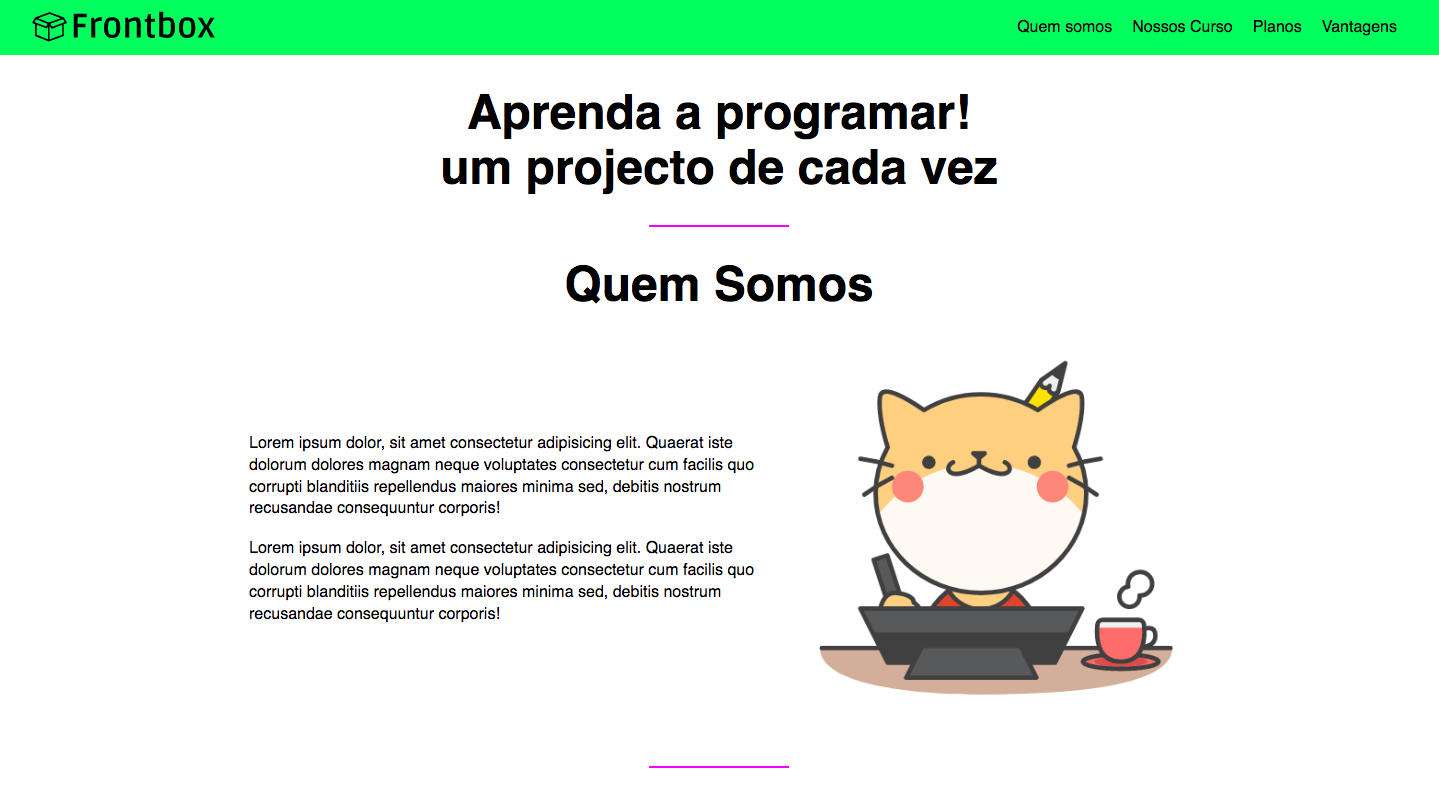 Frontbox
Quem somos Nossos Curso Planos Vantagens
Aprenda a programar!
um projecto de cada vez
Quem Somos
Lorem ipsum dolor, sit amet consectetur adipisicing elit. Quaerat iste
dolorum dolores magnam neque voluptates consectetur cum facilis quo
corrupti blanditiis repellendus maiores minima sed, debitis nostrum
recusandae consequuntur corporis!
Lorem ipsum dolor, sit amet consectetur adipisicing elit. Quaerat iste
dolorum dolores magnam neque voluptates consectetur cum facilis quo
corrupti blanditiis repellendus maiores minima sed, debitis nostrum
recusandae consequuntur corporis!